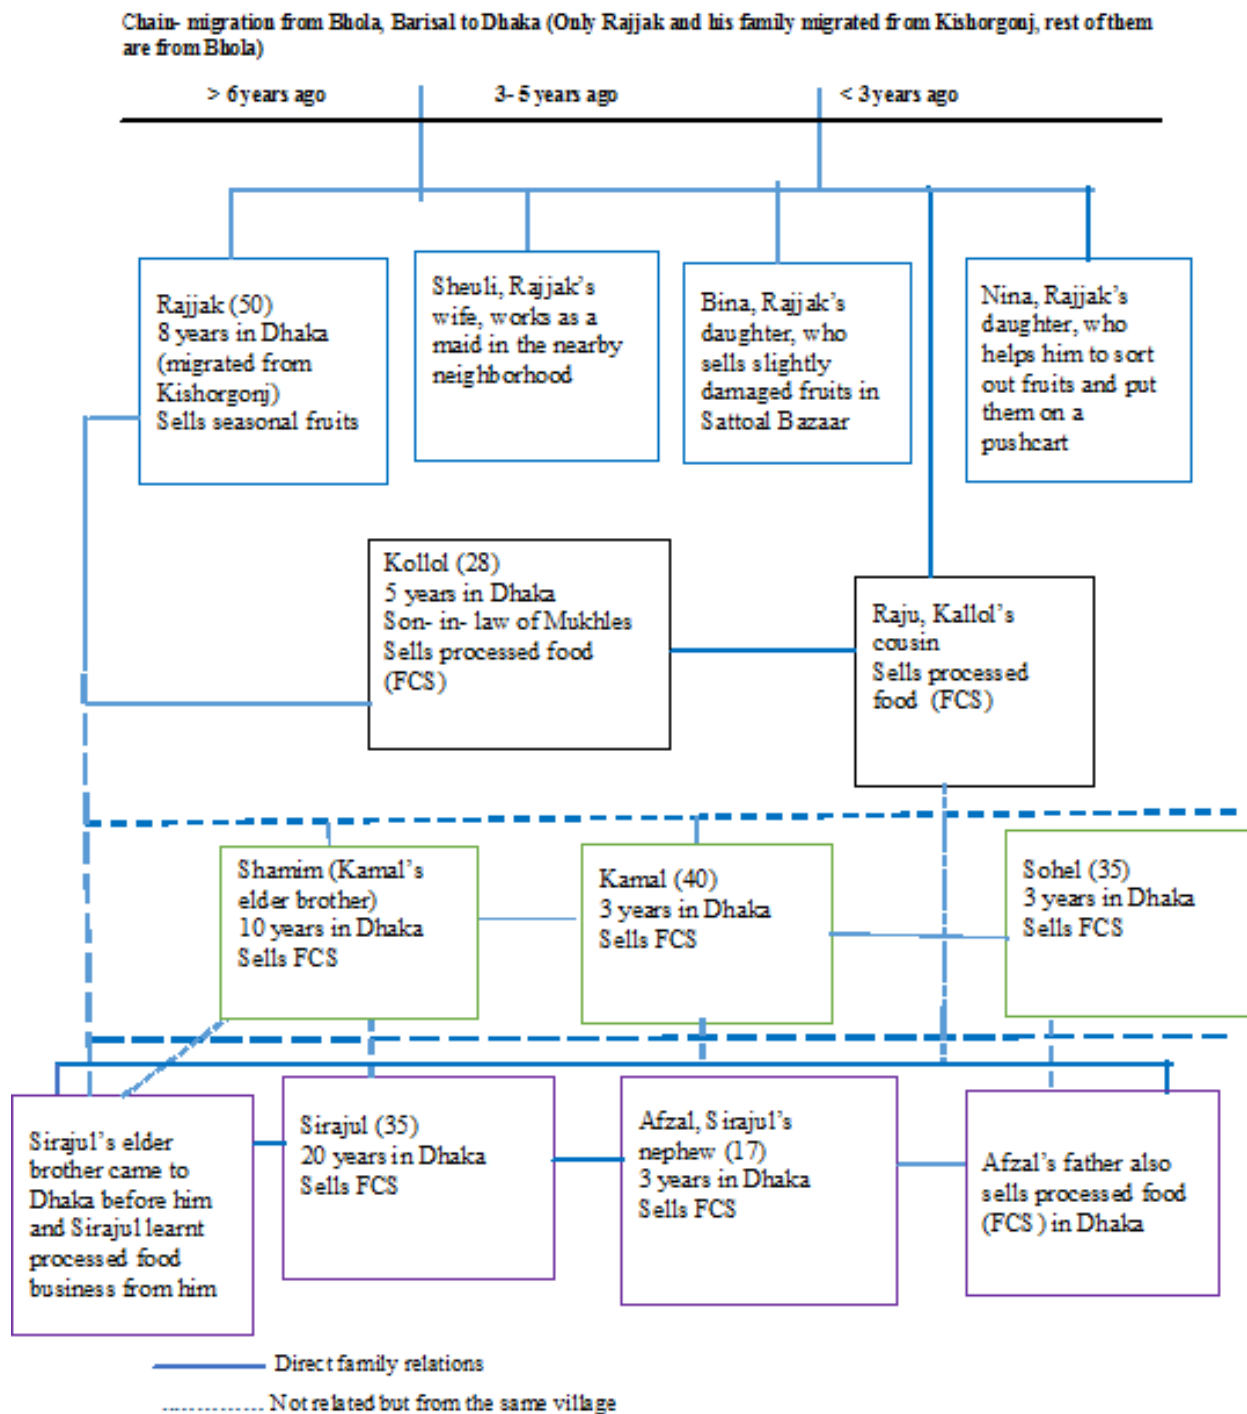 Chain- migration from Bhola, Barisal to Dhaka (Only Rajjak and his family migrated from Kishorgonj, rest of them
are from Bhola)
> 6 years ago
3- 5 years ago
< 3 years ago
Rajjak (50)
8 years in Dhaka
(migrated from
Kishorgonj)
Sells seasonal fruits
Sheuli, Rajjak's
wife, works as a
maid in the nearby
neighborhood
Bina, Rajjak's
daughter, who
sells slightly
damaged fruits in
Sattoal Bazaar
Nina, Rajjak's
daughter, who
helps him to sort
out fruits and put
them on a
pushcart
Kollol (28)
5 years in Dhaka
Son- in- law of Mukhles
Sells processed food
(FCS)
Raju, Kallol's
cousin
Sells processed
food (FCS)
Shamim (Kamal's
elder brother)
10 years in Dhaka
Sells FCS
Kamal (40)
3 years in Dhaka
Sells FCS
Sohel (35)
3 years in Dhaka
Sells FCS
Sirajul's elder
brother came to
Dhaka before him
and Sirajul learnt
processed food
business from him
Sirajul (35)
20 years in Dhaka
Sells FCS
Afzal, Sirajul's
nephew (17)
3 years in Dhaka
Sells FCS
Afzal's father also
sells processed food
(FCS) in Dhaka
Direct family relations
Not related but from the same village